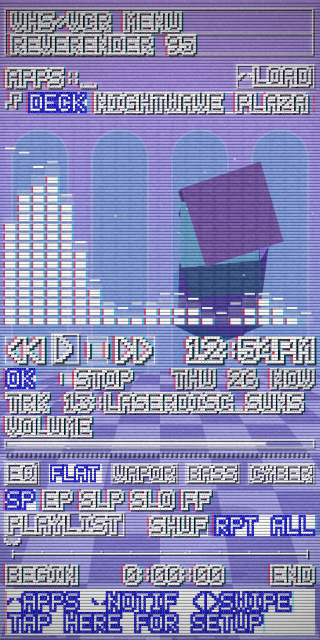 VHS/VCR MENU
REWERENDER '95
APPS::_
LOAD
DECK NIGHTWAVE PLAZA
12:54PM
OK STOP THU 26 NOV
TRK 13:LASERDISC SUNS
VOLUME
EQ FLAT VAPOR BASS CYBER
SP EP SLP SLO FF
PLAYLIST SHUF RPT ALL
BEGIN 0:00:00 END
APPS NOTIF SWIPE
TAP HERE FOR SETUP